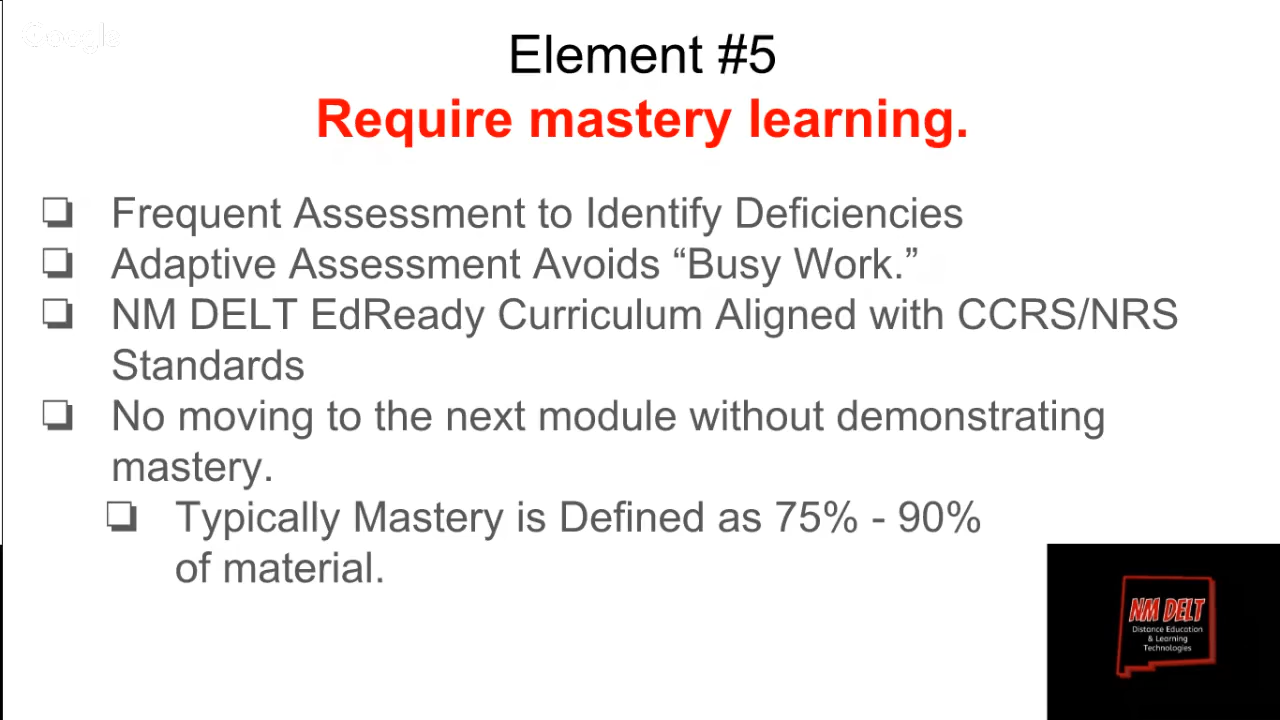 Google
Element #5
Require mastery learning.
❏ Frequent Assessment to Identify Deficiencies
❏ Adaptive Assessment Avoids “Busy Work.”
❏ NM DELT EdReady Curriculum Aligned with CCRS/NRS
Standards
❏ No moving to the next module without demonstrating
mastery.
❏ Typically Mastery is Defined as 75% - 90%
of material.
NM DELT
Distance Education
& Learning
Technologies